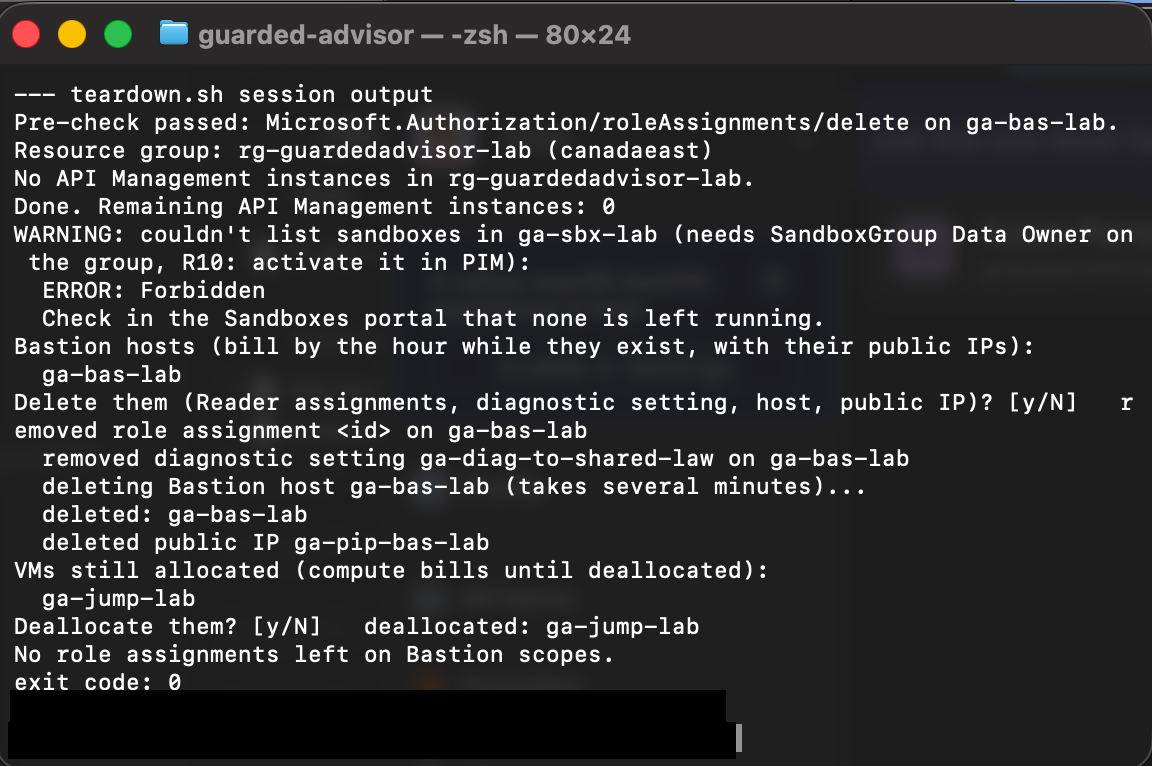 guarded-advisor — -zsh — 80×24
--- teardown.sh session output
Pre-check passed: Microsoft.Authorization/roleAssignments/delete on ga-bas-lab.
Resource group: rg-guardedadvisor-lab (canadaeast)
No API Management instances in rg-guardedadvisor-lab.
Done. Remaining API Management instances: 0
WARNING: couldn't list sandboxes in ga-sbx-lab (needs SandboxGroup Data Owner on
 the group, R10: activate it in PIM):
  ERROR: Forbidden
  Check in the Sandboxes portal that none is left running.
Bastion hosts (bill by the hour while they exist, with their public IPs):
  ga-bas-lab
Delete them (Reader assignments, diagnostic setting, host, public IP)? [y/N]   r
emoved role assignment <id> on ga-bas-lab
  removed diagnostic setting ga-diag-to-shared-law on ga-bas-lab
  deleting Bastion host ga-bas-lab (takes several minutes)...
  deleted: ga-bas-lab
  deleted public IP ga-pip-bas-lab
VMs still allocated (compute bills until deallocated):
  ga-jump-lab
Deallocate them? [y/N]   deallocated: ga-jump-lab
No role assignments left on Bastion scopes.
exit code: 0